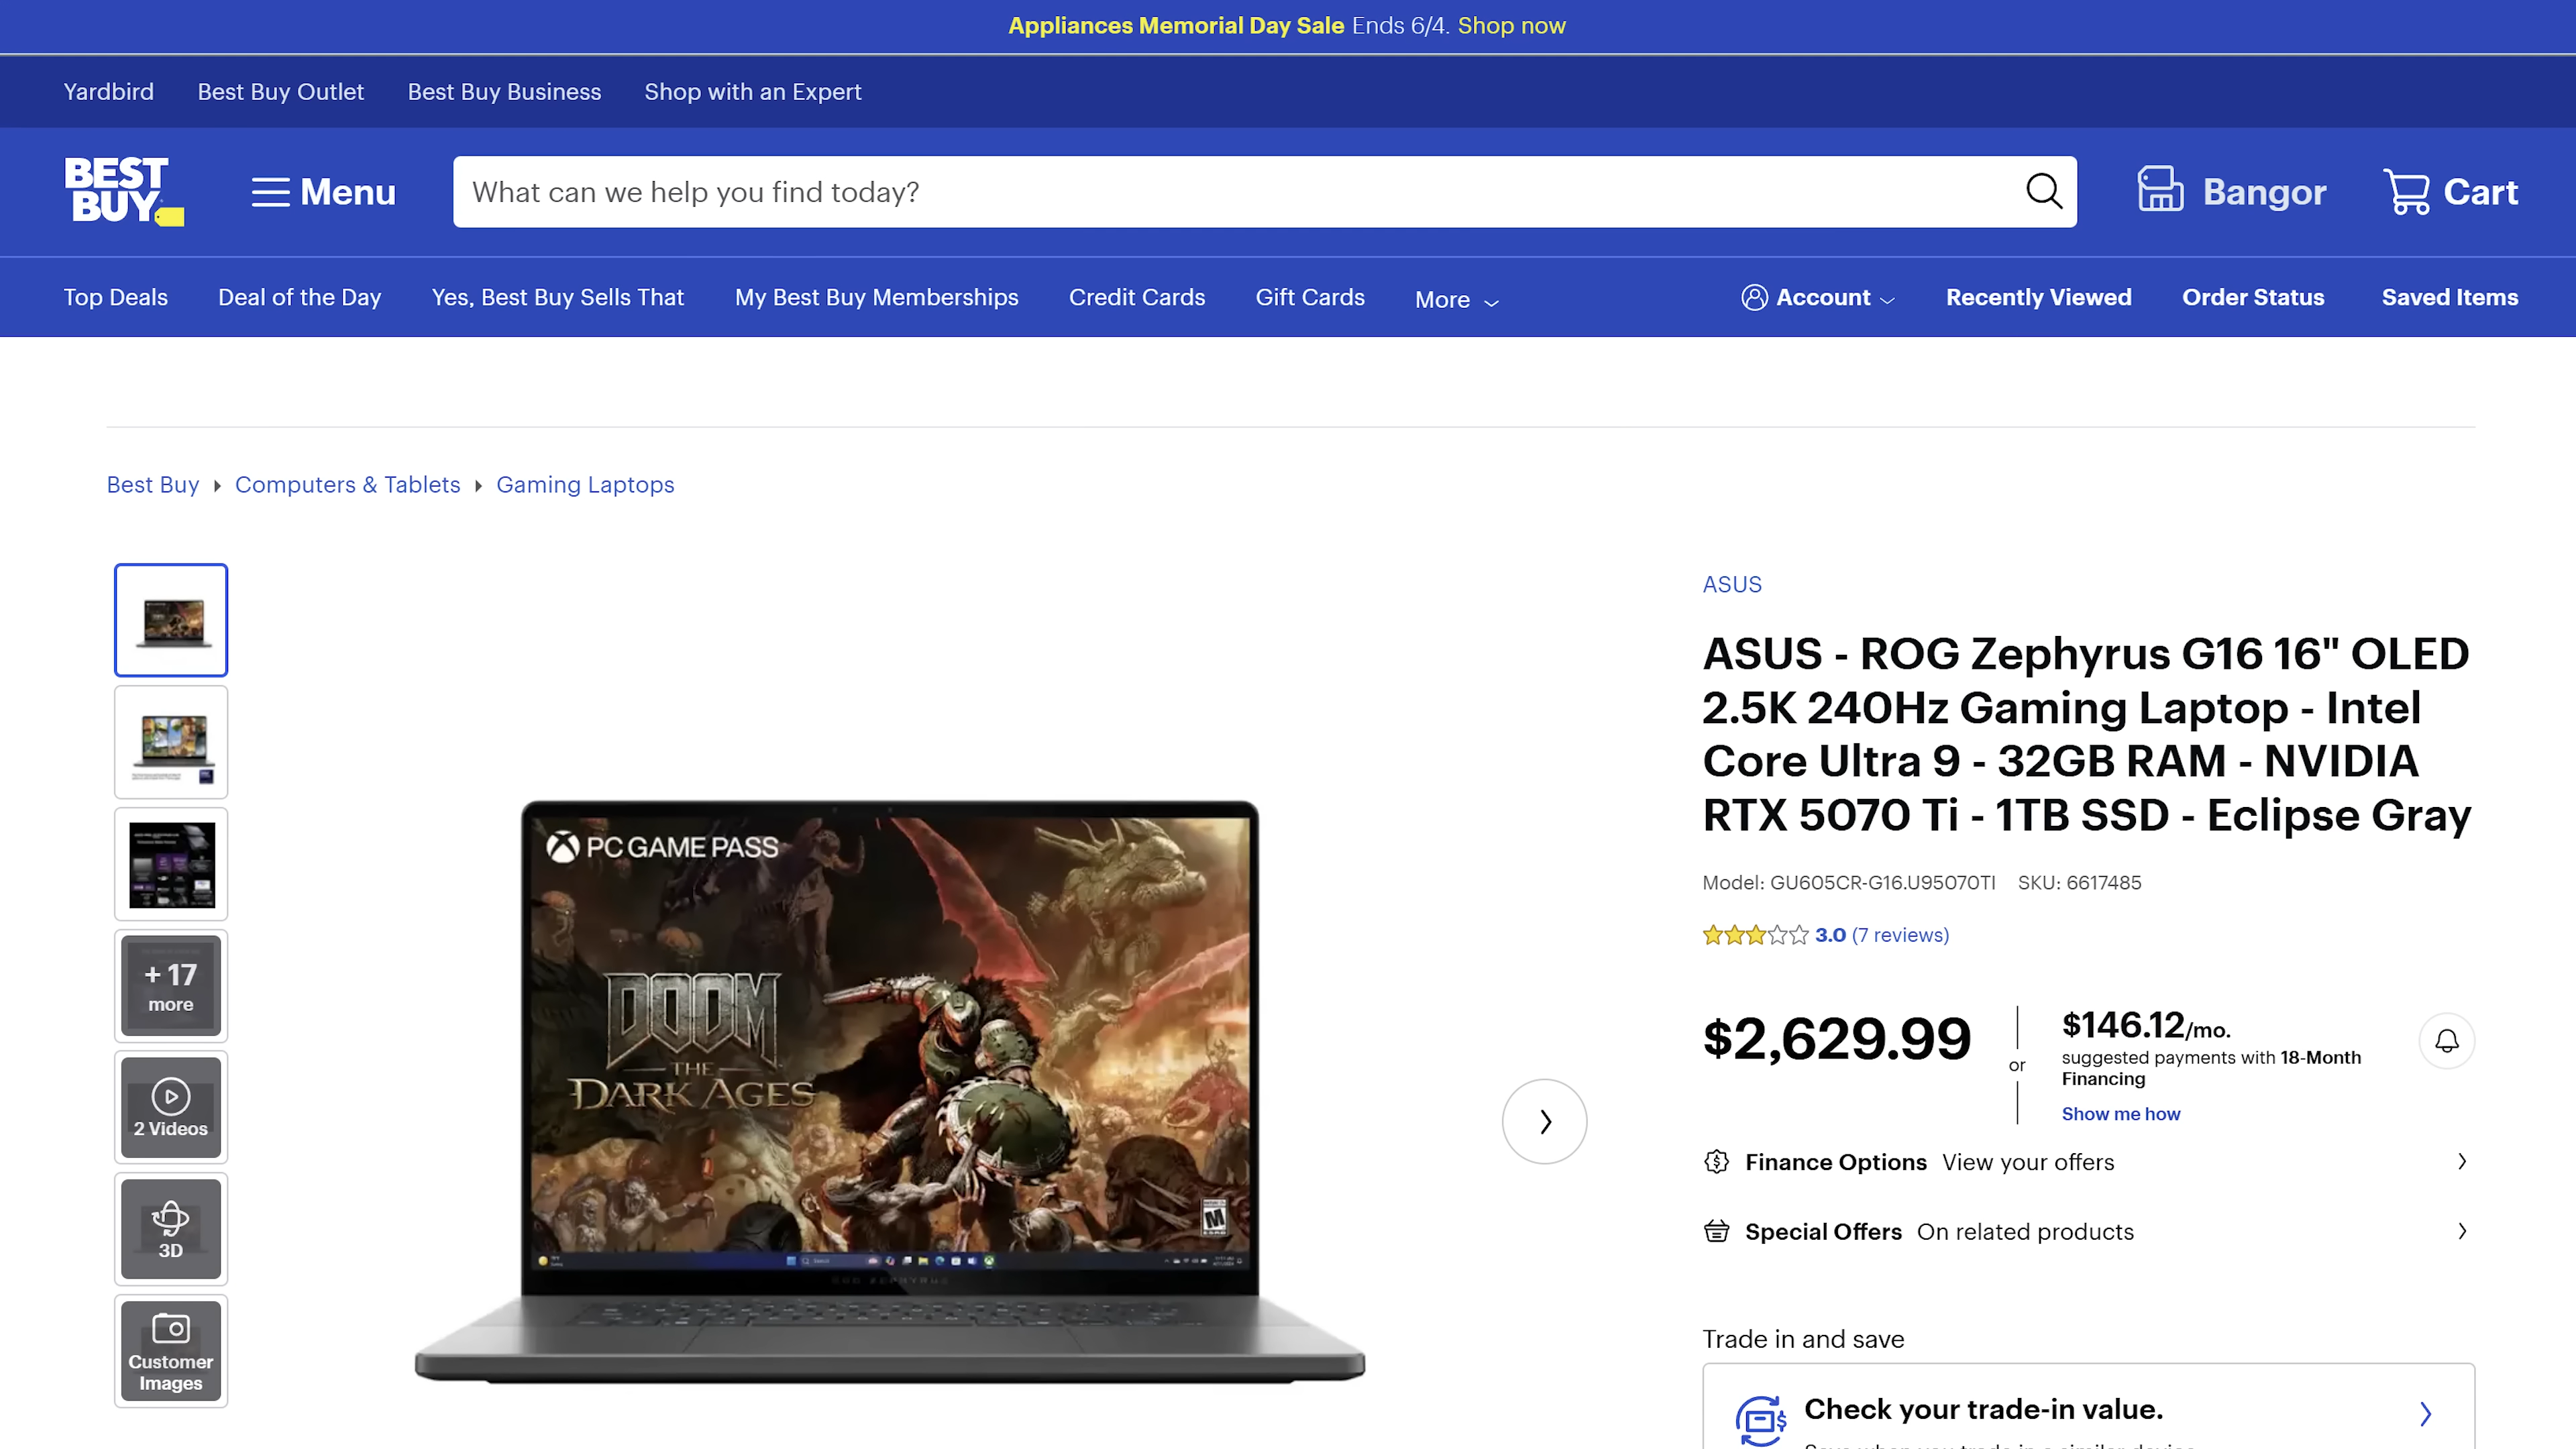 Appliances Memorial Day Sale Ends 6/4. Shop now
Yardbird Best Buy Outlet Best Buy Business Shop with an Expert
BEST
BUY
Menu
What can we help you find today?
Bangor
Cart
Top Deals Deal of the Day Yes, Best Buy Sells That My Best Buy Memberships Credit Cards Gift Cards More
Account Recently Viewed Order Status Saved Items
Best Buy Computers & Tablets Gaming Laptops
+ 17
more
2 Videos
3D
Customer
Images
PC GAME PASS
DOOM
THE
DARK AGES
M
ASUS
ASUS - ROG Zephyrus G16 16" OLED
2.5K 240Hz Gaming Laptop - Intel
Core Ultra 9 - 32GB RAM - NVIDIA
RTX 5070 Ti - 1TB SSD - Eclipse Gray
Model: GU605CR-G16.U95070TI SKU: 6617485
3.0 (7 reviews)
$2,629.99
or
$146.12/mo.
suggested payments with 18-Month
Financing
Show me how
Finance Options View your offers
Special Offers On related products
Trade in and save
Check your trade-in value.